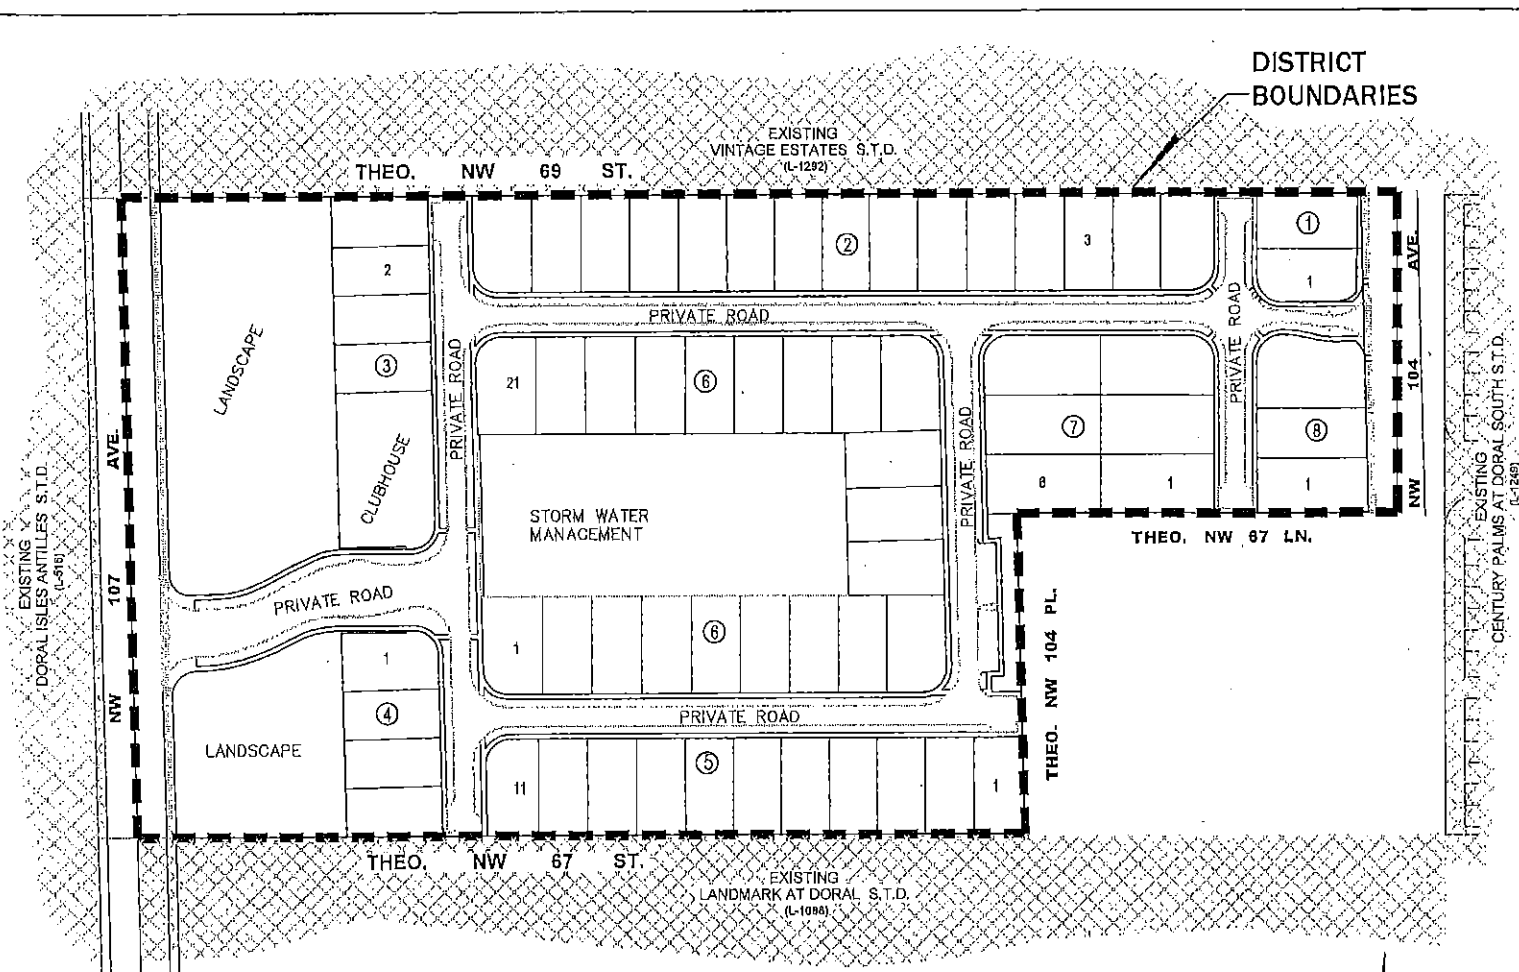 DISTRICT
BOUNDARIES
EXISTING
VINTAGE ESTATES S.T.D.
(L-1292)
THEO. NW 69 ST.
1
2
3
2
1
NW 104 AVE.
PRIVATE ROAD
PRIVATE ROAD
LANDSCAPE
3
PRIVATE ROAD
21
6
7
8
CLUBHOUSE
PRIVATE ROAD
6
1
1
EXISTING
CENTURY PALMS AT DORAL SOUTH S.T.D.
(L-1249)
STORM WATER
MANAGEMENT
THEO. NW 67 LN.
EXISTING
DORAL ISLES ANTILLES S.T.D.
NW 107 AVE.
PRIVATE ROAD
6
1
1
THEO. NW 104 PL.
4
PRIVATE ROAD
LANDSCAPE
5
11
1
THEO. NW 67 ST.
EXISTING
LANDMARK AT DORAL S.T.D.